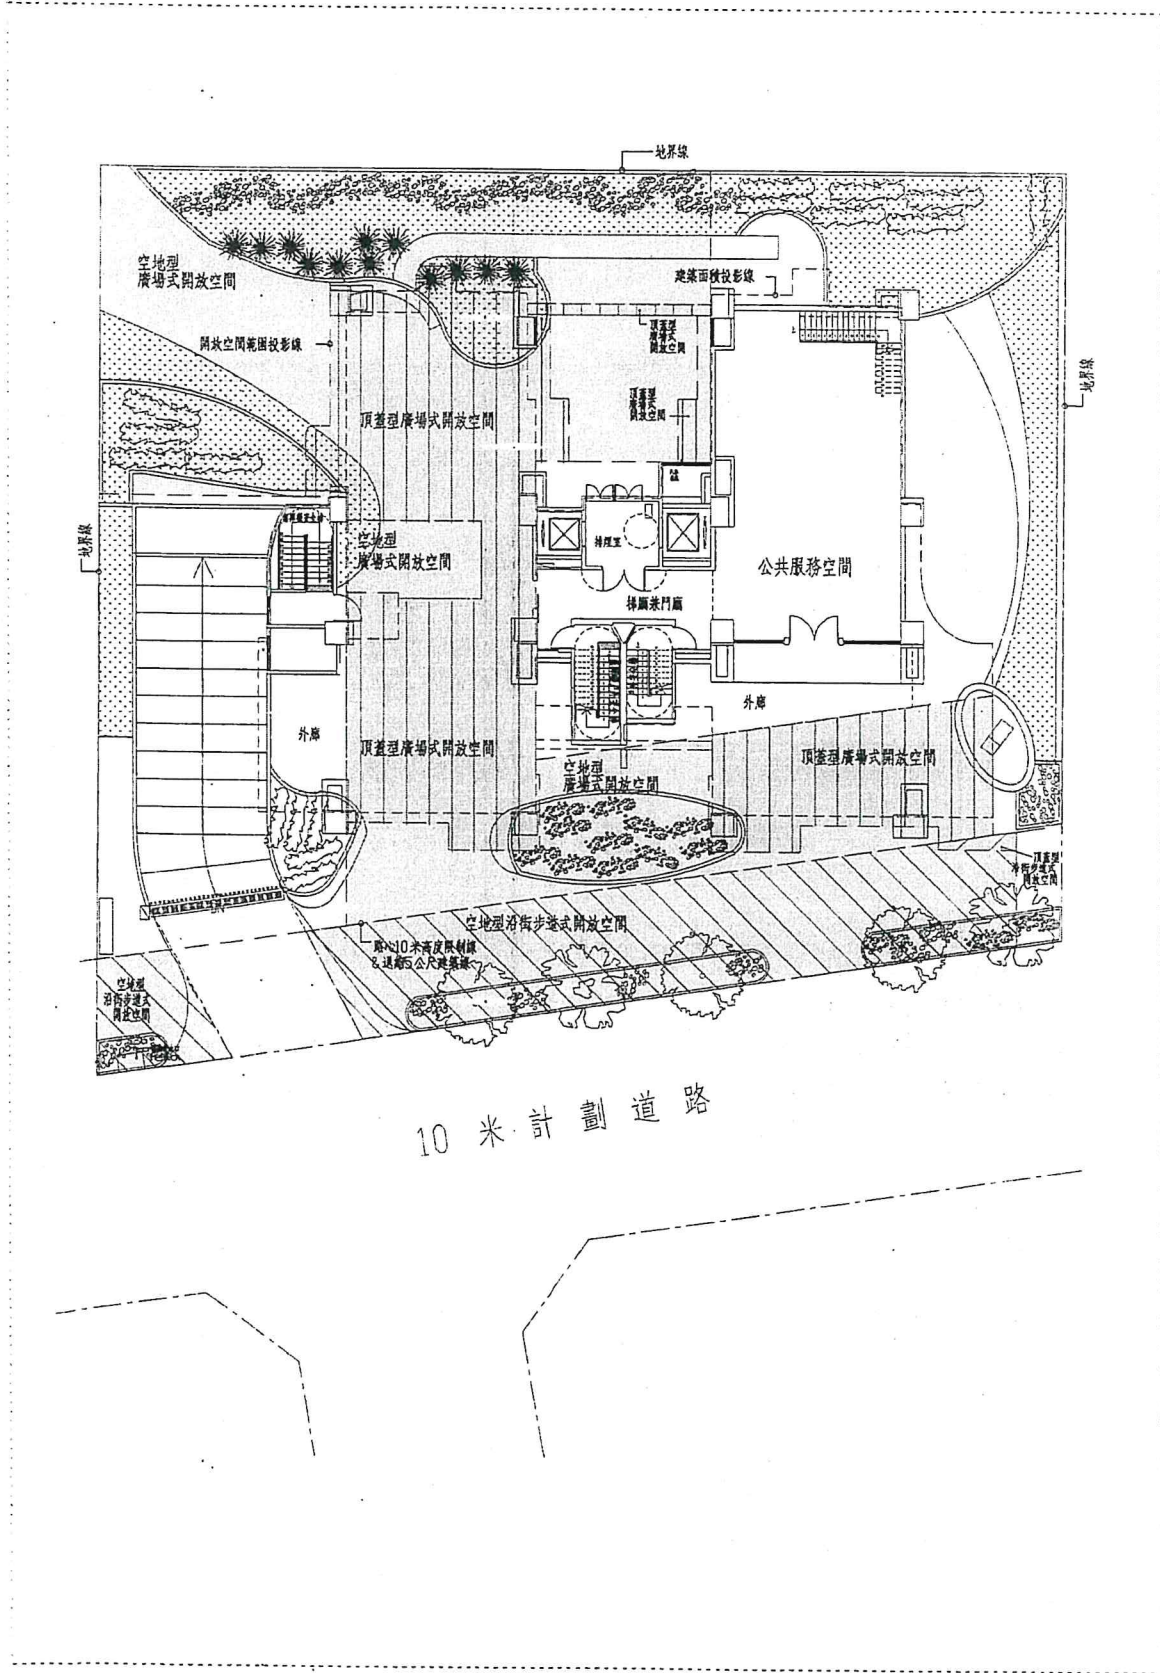 地界線
空地型
廣場式開放空間
建築面積投影線
開放空間範圍投影線
頂蓋型
廣場式
開放空間
地界線
頂蓋型
廣場式
開放空間
頂蓋型廣場式開放空間
地界線
空地型
廣場式開放空間
排煙室
公共服務空間
梯廳兼門廳
外廊
外廊
頂蓋型廣場式開放空間
頂蓋型廣場式開放空間
空地型
廣場式開放空間
頂蓋型
沿街步道式
開放空間
空地型沿街步道式開放空間
路心10米高度限制線
& 退縮5公尺建築線
空地型
沿街步道式
開放空間
10 米計劃道路